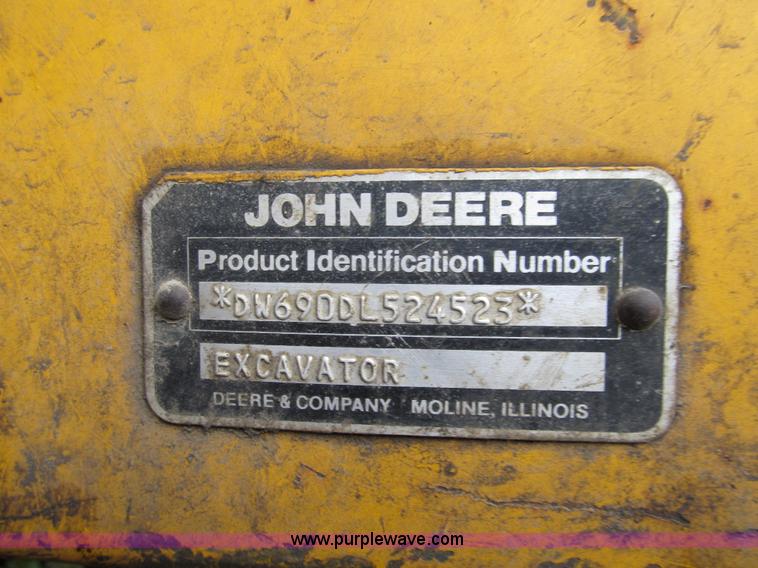 JOHN DEERE
Product Identification Number
*DW690DL524523*
EXCAVATOR
DEERE & COMPANY MOLINE, ILLINOIS
www.purplewave.com